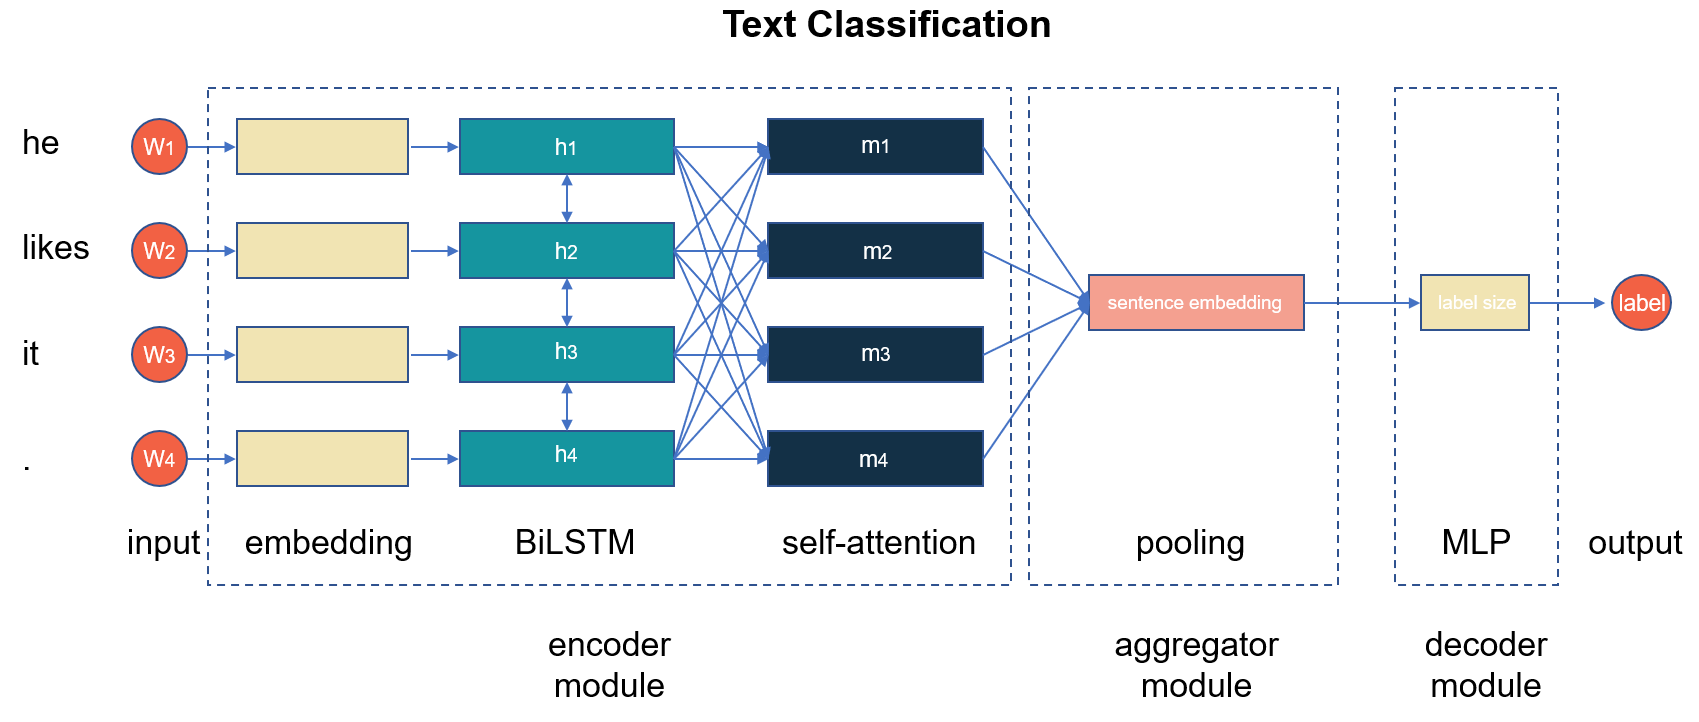 Text Classification
he
W1
h1
m1
likes
W2
h2
m2
sentence embedding
label size
label
it
W3
h3
m3
.
W4
h4
m4
input
embedding
BiLSTM
self-attention
pooling
MLP
output
encoder
module
aggregator
module
decoder
module